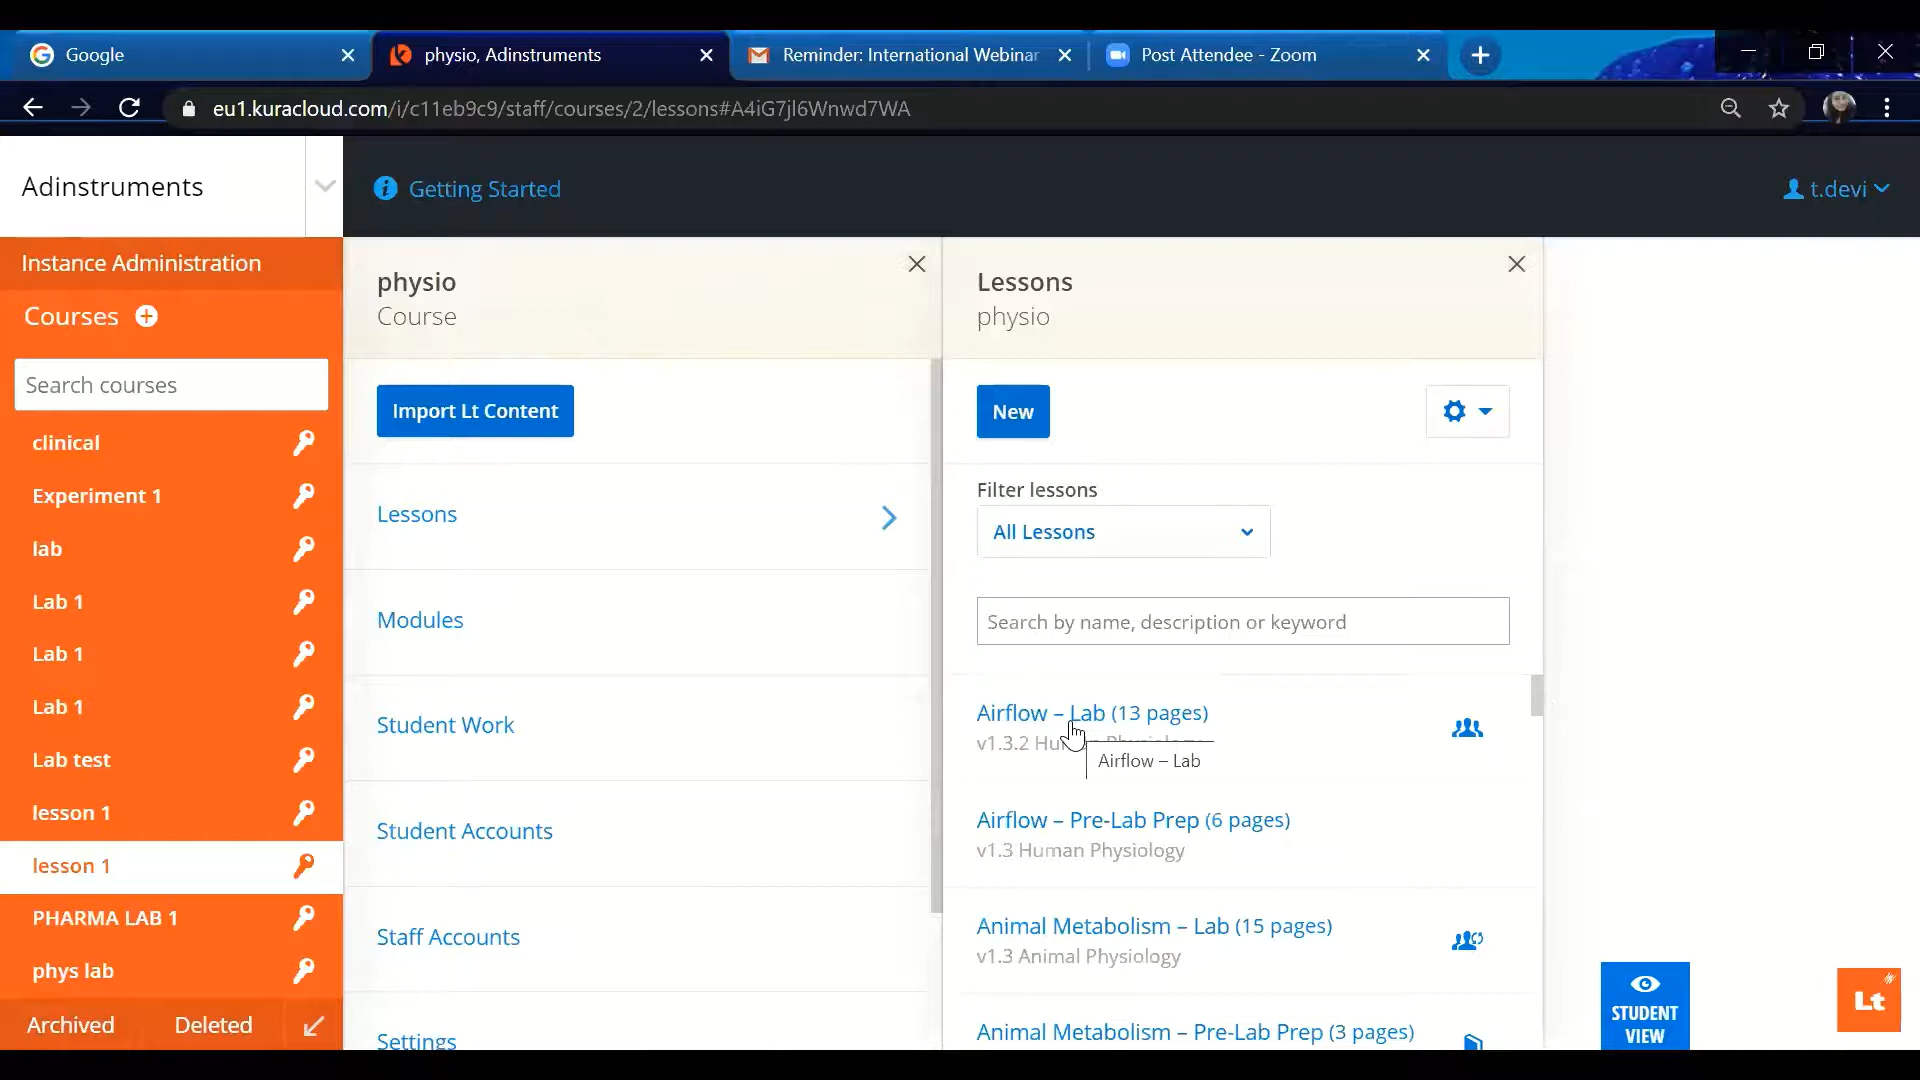 Google
physio, Adinstruments
Reminder: International Webinar
Post Attendee - Zoom
eu1.kuracloud.com/i/c11eb9c9/staff/courses/2/lessons#A4iG7jl6Wnwd7WA
Adinstruments
Getting Started
t.devi
Instance Administration
Courses
Search courses
clinical
Experiment 1
lab
Lab 1
Lab 1
Lab 1
Lab test
lesson 1
lesson 1
PHARMA LAB 1
phys lab
Archived
Deleted
physio
Course
Import Lt Content
Lessons
Modules
Student Work
Student Accounts
Staff Accounts
Settings
Lessons
physio
New
Filter lessons
All Lessons
Search by name, description or keyword
Airflow – Lab (13 pages)
v1.3.2 Human Physiology
Airflow – Lab
Airflow – Pre-Lab Prep (6 pages)
v1.3 Human Physiology
Animal Metabolism – Lab (15 pages)
v1.3 Animal Physiology
Animal Metabolism – Pre-Lab Prep (3 pages)
STUDENT
VIEW
Lt